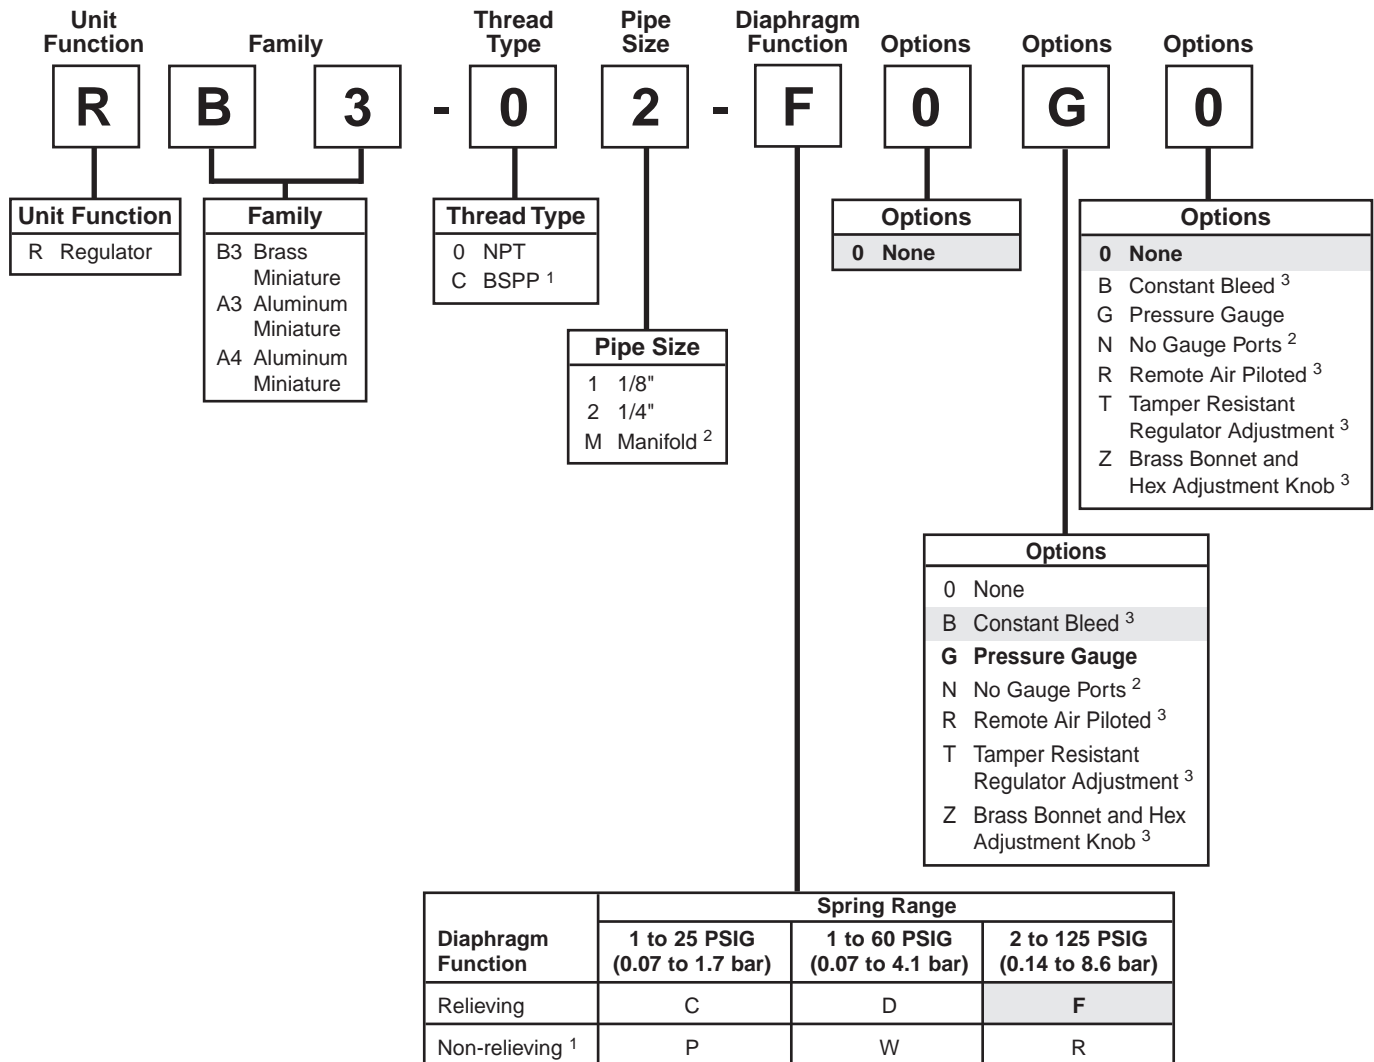 Unit Function
Family
Thread Type
Pipe Size
Diaphragm Function
Options
Options
Options
R B 3 - 0 2 - F 0 G 0
Unit Function
R Regulator
Family
B3 Brass
Miniature
A3 Aluminum
Miniature
A4 Aluminum
Miniature
Thread Type
0 NPT
C BSPP 1
Pipe Size
1 1/8"
2 1/4"
M Manifold 2
Options
0 None
Options
0 None
B Constant Bleed 3
G Pressure Gauge
N No Gauge Ports 2
R Remote Air Piloted 3
T Tamper Resistant
Regulator Adjustment 3
Z Brass Bonnet and
Hex Adjustment Knob 3
Options
0 None
B Constant Bleed 3
G Pressure Gauge
N No Gauge Ports 2
R Remote Air Piloted 3
T Tamper Resistant
Regulator Adjustment 3
Z Brass Bonnet and Hex
Adjustment Knob 3
Spring Range
Diaphragm Function
1 to 25 PSIG (0.07 to 1.7 bar)
1 to 60 PSIG (0.07 to 4.1 bar)
2 to 125 PSIG (0.14 to 8.6 bar)
Relieving C D F
Non-relieving 1 P W R